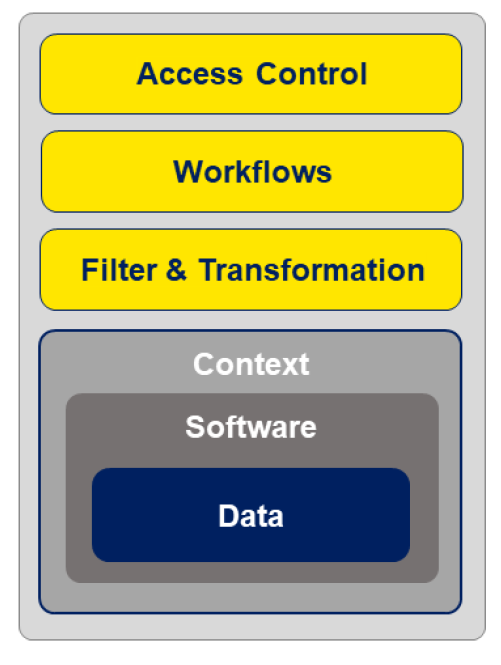 Access Control
Workflows
Filter & Transformation
Context
Software
Data